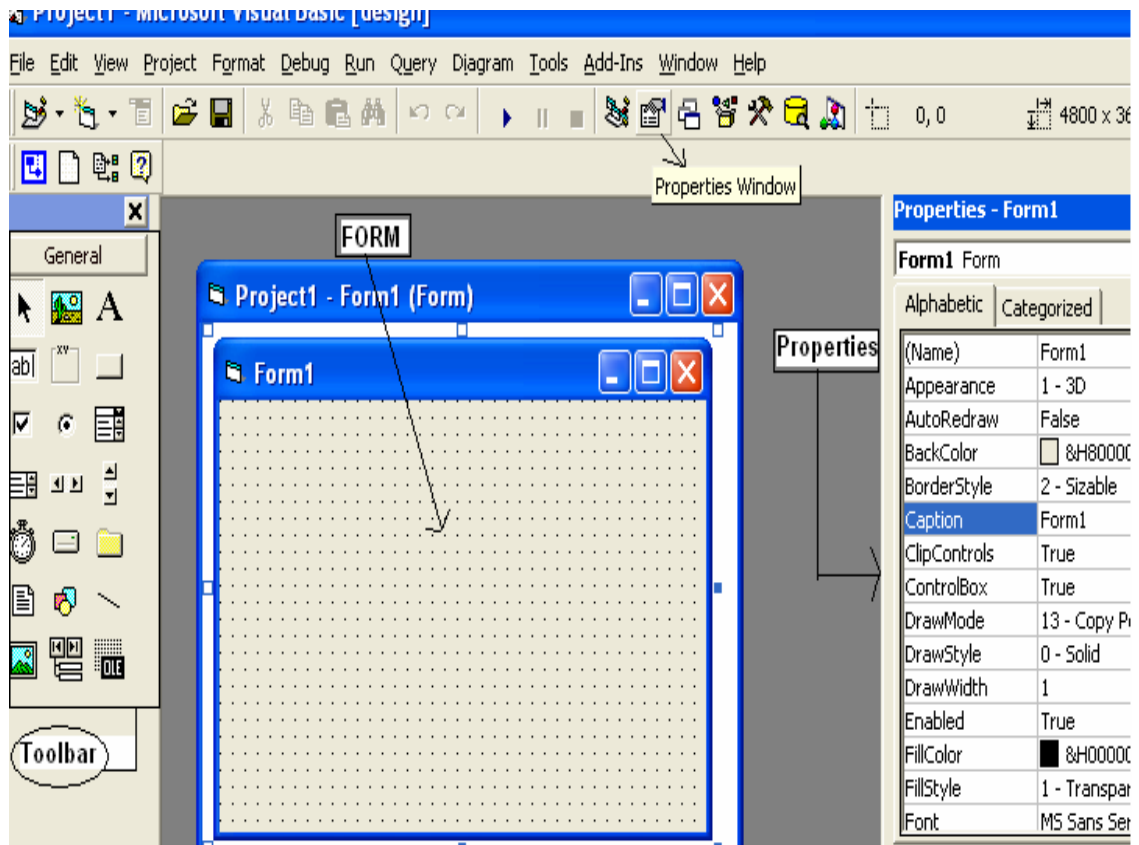 Project1 - Microsoft Visual Basic [design]
File Edit View Project Format Debug Run Query Diagram Tools Add-Ins Window Help
0, 0 4800 x 36
Properties Window
General
A
ab|
XY
OLE
Toolbar
FORM
Project1 - Form1 (Form)
Form1
Properties
Properties - Form1
Form1 Form
Alphabetic Categorized
(Name) Form1
Appearance 1 - 3D
AutoRedraw False
BackColor &H80000
BorderStyle 2 - Sizable
Caption Form1
ClipControls True
ControlBox True
DrawMode 13 - Copy P
DrawStyle 0 - Solid
DrawWidth 1
Enabled True
FillColor &H00000
FillStyle 1 - Transpar
Font MS Sans Ser